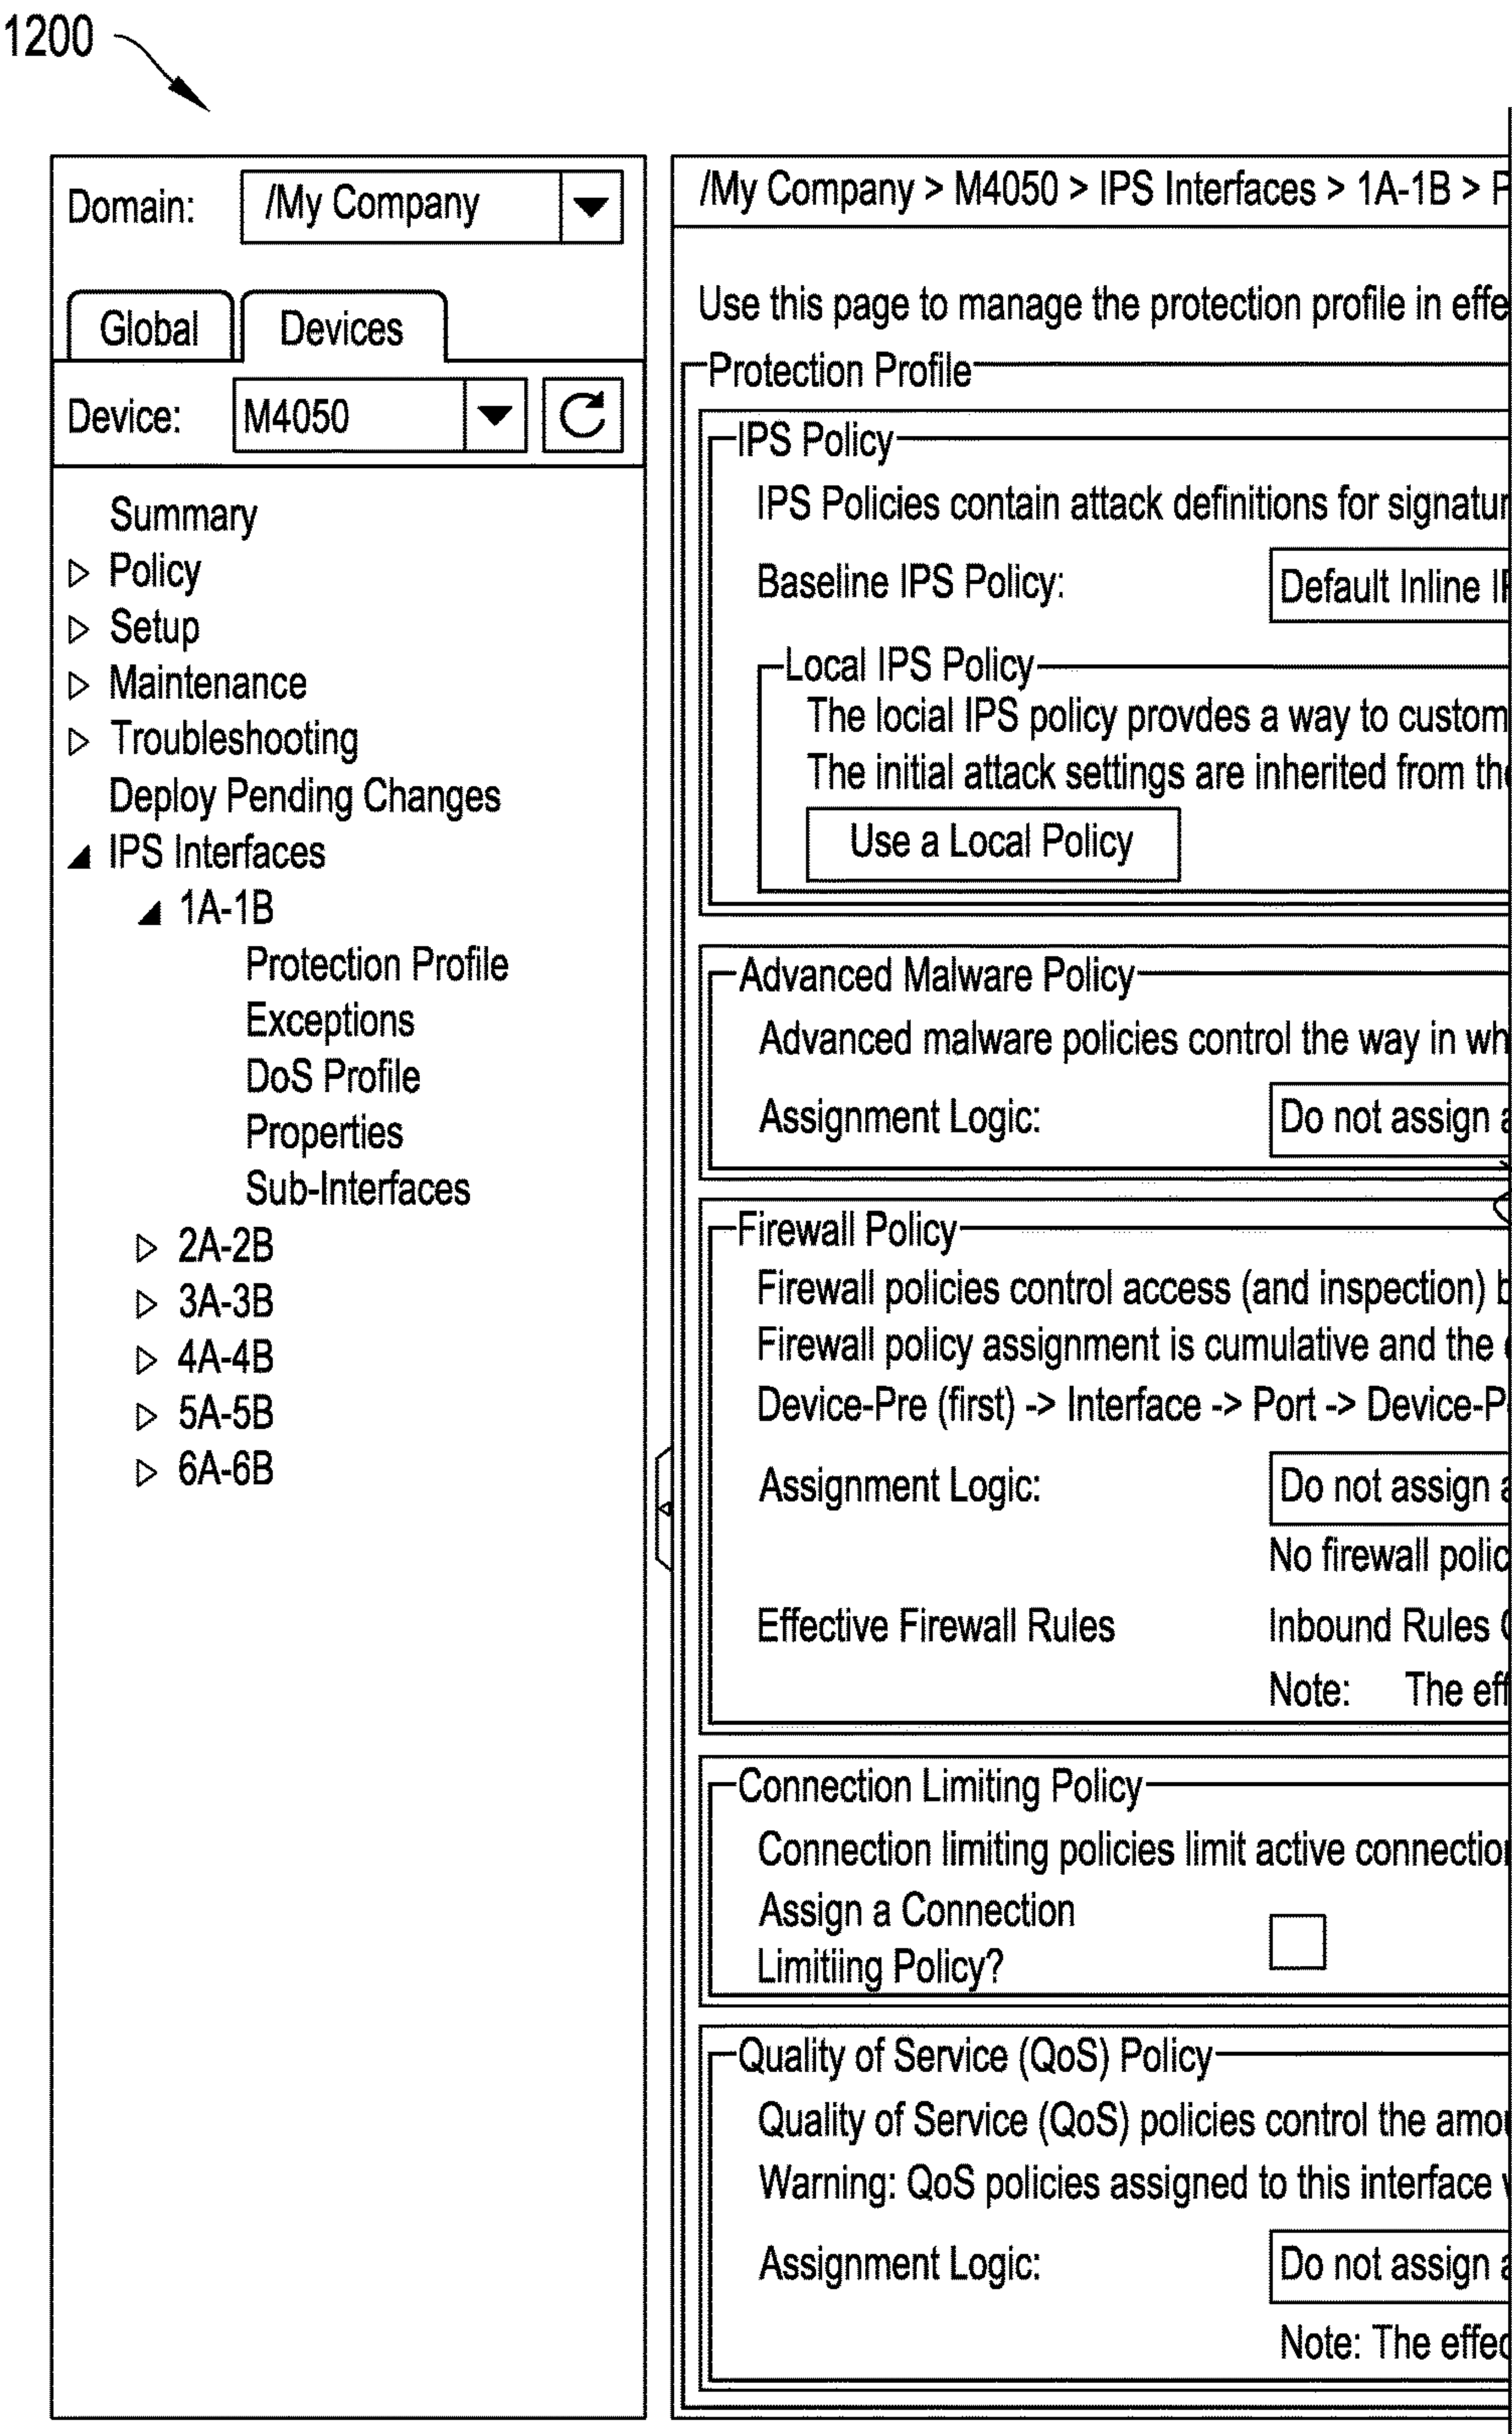 1200
Domain: /My Company
Global Devices
Device: M4050
Summary
Policy
Setup
Maintenance
Troubleshooting
Deploy Pending Changes
IPS Interfaces
1A-1B
Protection Profile
Exceptions
DoS Profile
Properties
Sub-Interfaces
2A-2B
3A-3B
4A-4B
5A-5B
6A-6B
/My Company > M4050 > IPS Interfaces > 1A-1B >
Use this page to manage the protection profile in
Protection Profile
IPS Policy
IPS Policies contain attack definitions for
Baseline IPS Policy: Default Inline
Local IPS Policy
The locial IPS policy provdes a way to
The initial attack settings are inherited from
Use a Local Policy
Advanced Malware Policy
Advanced malware policies control the way in
Assignment Logic: Do not assign
Firewall Policy
Firewall policies control access (and inspection)
Firewall policy assignment is cumulative and the
Device-Pre (first) -> Interface -> Port ->
Assignment Logic: Do not assign
No firewall
Effective Firewall Rules Inbound Rules
Note: The
Connection Limiting Policy
Connection limiting policies limit active
Assign a Connection
Limitiing Policy?
Quality of Service (QoS) Policy
Quality of Service (QoS) policies control the
Warning: QoS policies assigned to this interface
Assignment Logic: Do not assign
Note: The